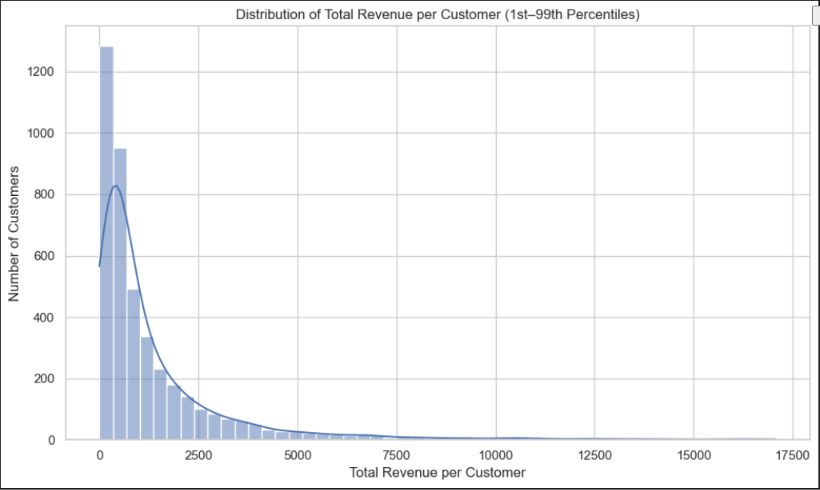 Distribution of Total Revenue per Customer (1st–99th Percentiles)
1200
1000
800
600
400
200
0
Number of Customers
0 2500 5000 7500 10000 12500 15000 17500
Total Revenue per Customer